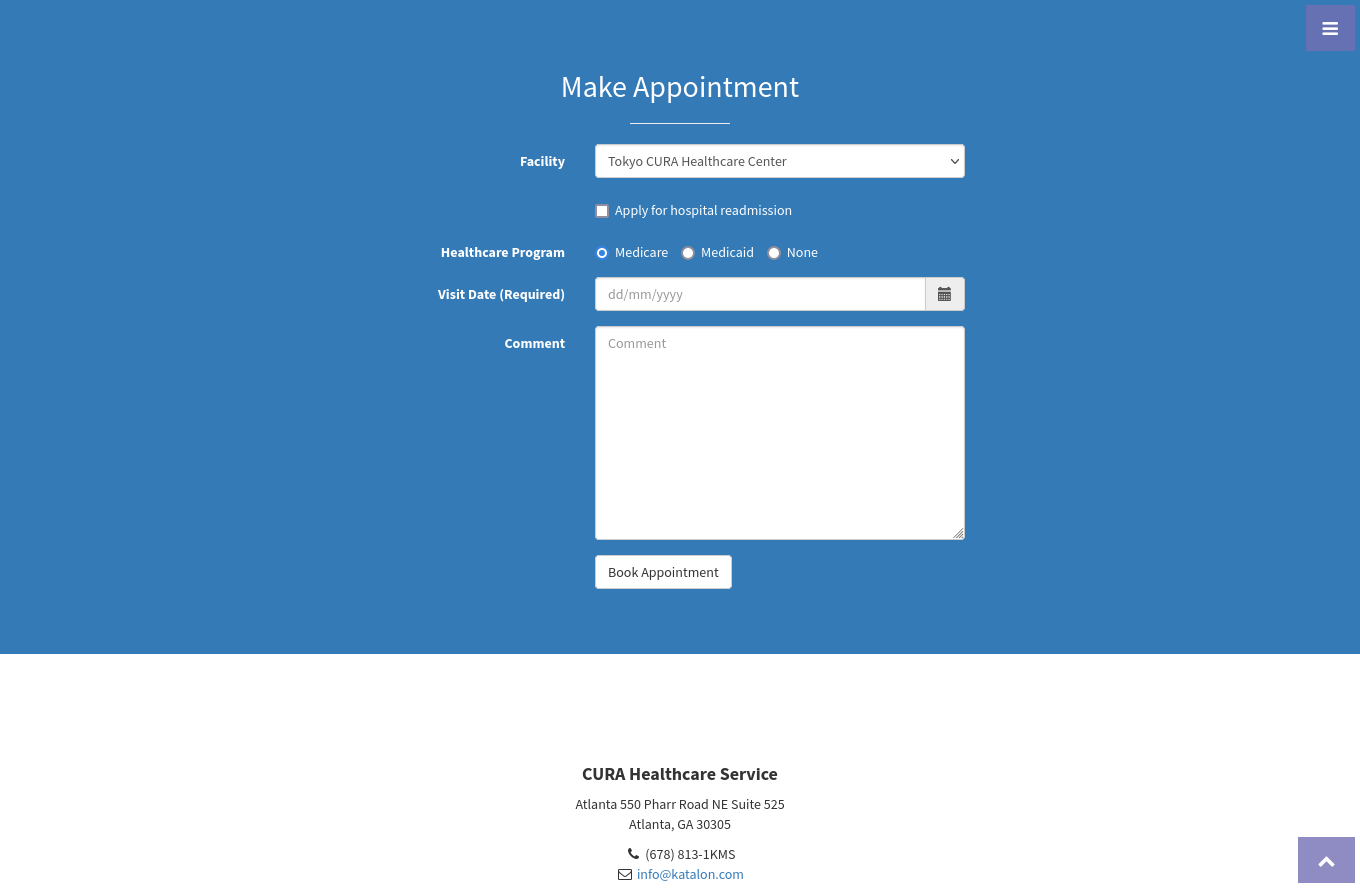 Make Appointment
Facility
Tokyo CURA Healthcare Center
Apply for hospital readmission
Healthcare Program
Medicare Medicaid None
Visit Date (Required)
dd/mm/yyyy
Comment
Comment
Book Appointment
CURA Healthcare Service
Atlanta 550 Pharr Road NE Suite 525
Atlanta, GA 30305
(678) 813-1KMS
info@katalon.com